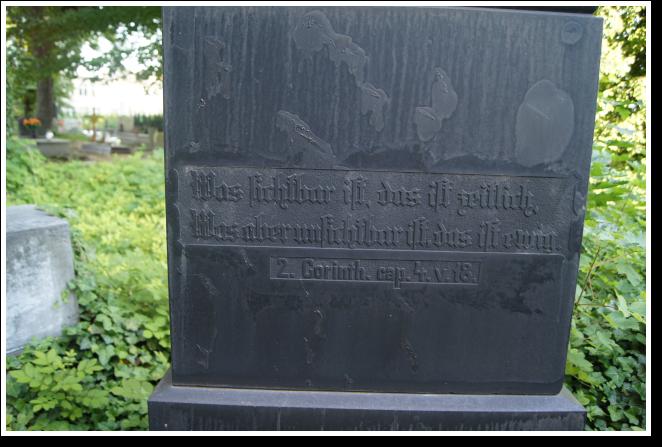 Was sichtbar ist, das ist zeitlich,
Was aber unsichtbar ist, das ist ewig.
2. Corinth. cap. 4. v. 18.